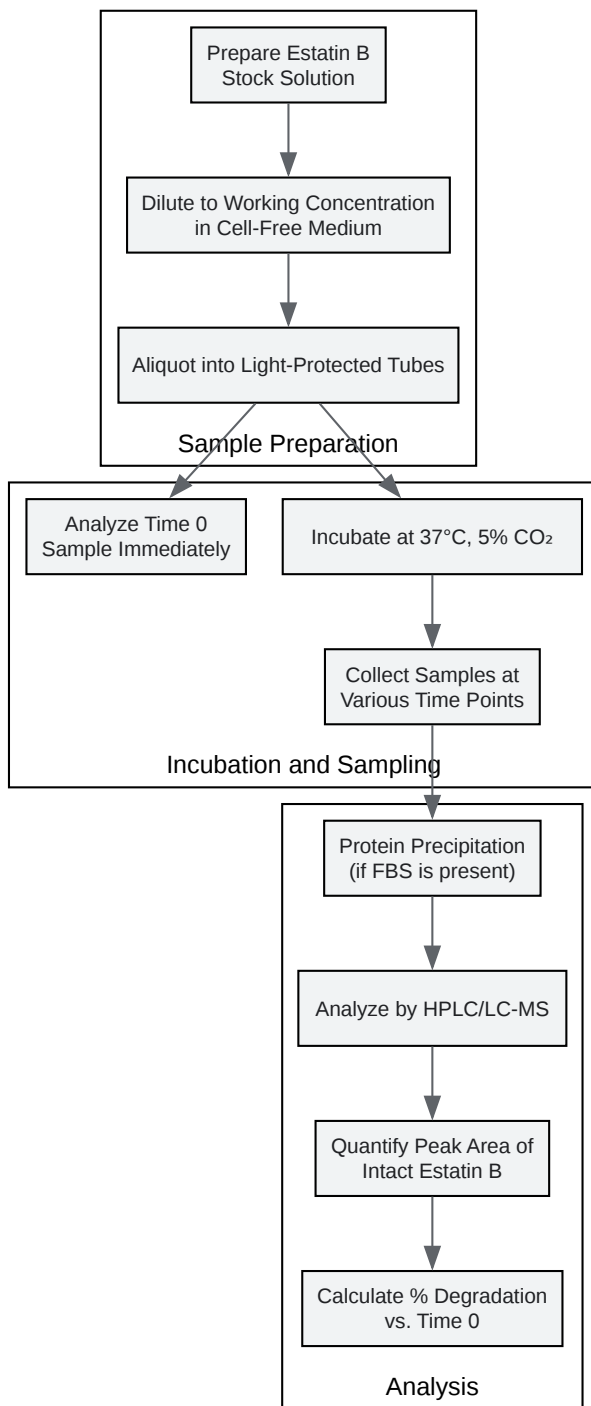 Prepare Estatin B
Stock Solution
Dilute to Working Concentration
in Cell-Free Medium
Aliquot into Light-Protected Tubes
Sample Preparation
Analyze Time 0
Sample Immediately
Incubate at 37°C, 5% CO₂
Collect Samples at
Various Time Points
Incubation and Sampling
Protein Precipitation
(if FBS is present)
Analyze by HPLC/LC-MS
Quantify Peak Area of
Intact Estatin B
Calculate % Degradation
vs. Time 0
Analysis